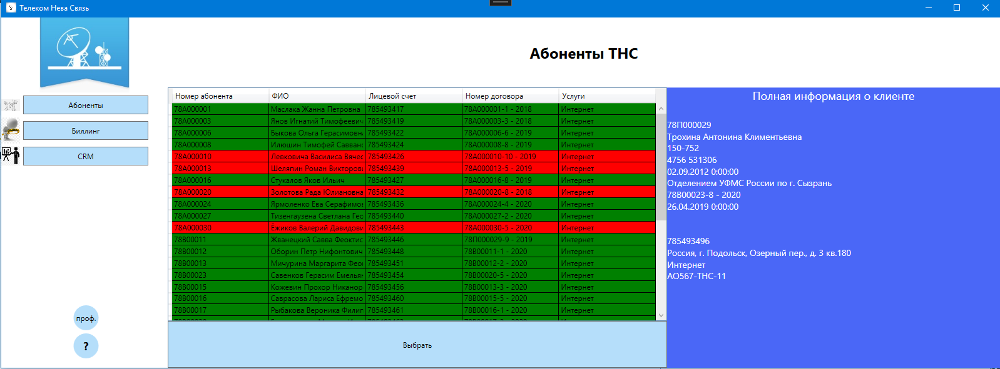 Телеком Нева Связь
Абоненты ТНС
Абоненты
Биллинг
CRM
проф.
?
Номер абонента ФИО Лицевой счет Номер договора Услуги
78А000001 Маслака Жанна Петровна 785493417 78А000001-1 - 2018 Интернет
78А000003 Янов Игнатий Тимофеевич 785493419 78А000003-3 - 2018 Интернет
78А000006 Быкова Ольга Герасимовна 785493422 78А000006-6 - 2019 Интернет
78А000008 Илюшин Тимофей Савван 785493424 78А000008-8 - 2019 Интернет
78А000010 Левковича Василиса Вячес 785493426 78А000010-10 - 2019 Интернет
78А000013 Шеляпин Роман Викторови 785493439 78А000013-5 - 2019 Интернет
78А000016 Стукалов Яков Ильич 785493427 78А000016-8 - 2019 Интернет
78А000020 Золотова Рада Юлиановна 785493432 78А000020-8 - 2018 Интернет
78А000024 Ярмоленко Ева Серафимов 785493436 78А000024-4 - 2020 Интернет
78А000027 Тизенгаузена Светлана Гео 785493440 78А000027-2 - 2020 Интернет
78А000030 Ёжиков Валерий Давидови 785493443 78А000030-5 - 2020 Интернет
78В00011 Жванецкий Савва Феоктис 785493446 78П000029-9 - 2019 Интернет
78В00012 Оборин Петр Нифонтович 785493448 78В00011-1 - 2020 Интернет
78В00013 Мичурина Маргарита Фео 785493451 78В00012-2 - 2020 Интернет
78В00023 Савенков Герасим Емельян 785493454 78В00020-5 - 2020 Интернет
78В00015 Кожевин Прохор Никанор 785493456 78В00013-3 - 2020 Интернет
78В00016 Саврасова Лариса Ефремо 785493460 78В00015-5 - 2020 Интернет
78В00017 Рыбакова Вероника Филип 785493461 78В00016-1 - 2020 Интернет
Выбрать
Полная информация о клиенте
78П000029
Трохина Антонина Климентьевна
150-752
4756 531306
02.09.2012 0:00:00
Отделением УФМС России по г. Сызрань
78В00023-8 - 2020
26.04.2019 0:00:00
785493496
Россия, г. Подольск, Озерный пер., д. 3 кв.180
Интернет
АО567-ТНС-11